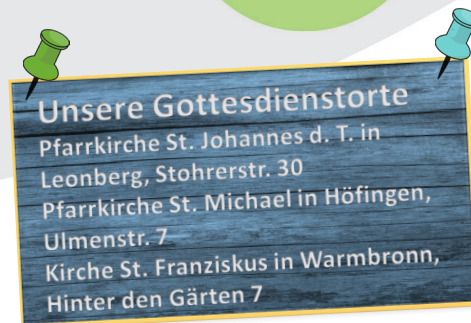 Unsere Gottesdienstorte
Pfarrkirche St. Johannes d. T. in
Leonberg, Stohrerstr. 30
Pfarrkirche St. Michael in Höfingen,
Ulmenstr. 7
Kirche St. Franziskus in Warmbronn,
Hinter den Gärten 7